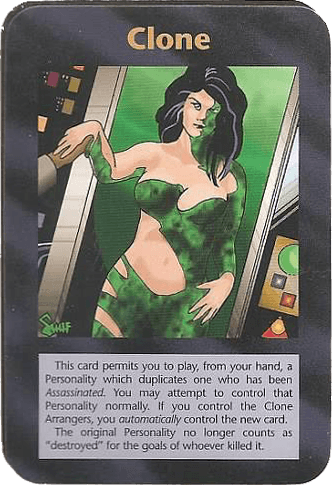 Clone
This card permits you to play, from your hand, a
Personality which duplicates one who has been
Assassinated. You may attempt to control that
Personality normally. If you control the Clone
Arrangers, you automatically control the new card.
The original Personality no longer counts as
"destroyed" for the goals of whoever killed it.